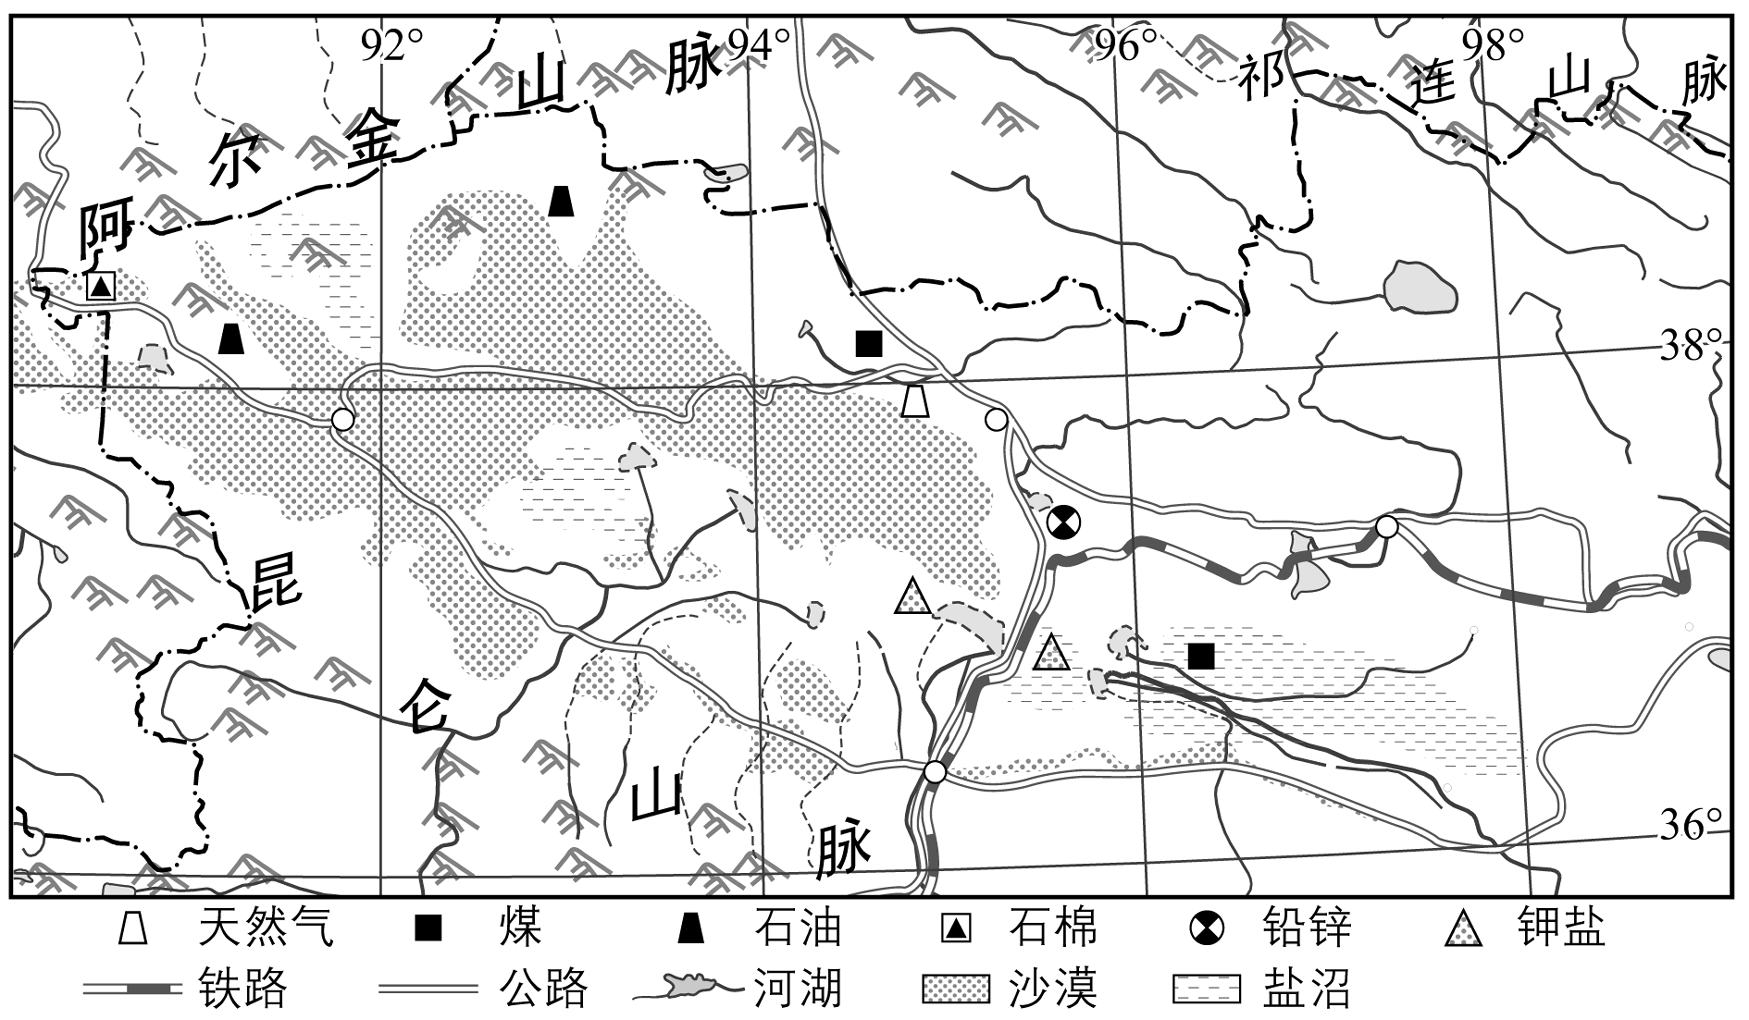 92° 94° 96° 98°
阿尔金山脉
祁连山脉
38°
昆仑山脉
36°
天然气 煤 石油 石棉 铅锌 钾盐
铁路 公路 河湖 沙漠 盐沼